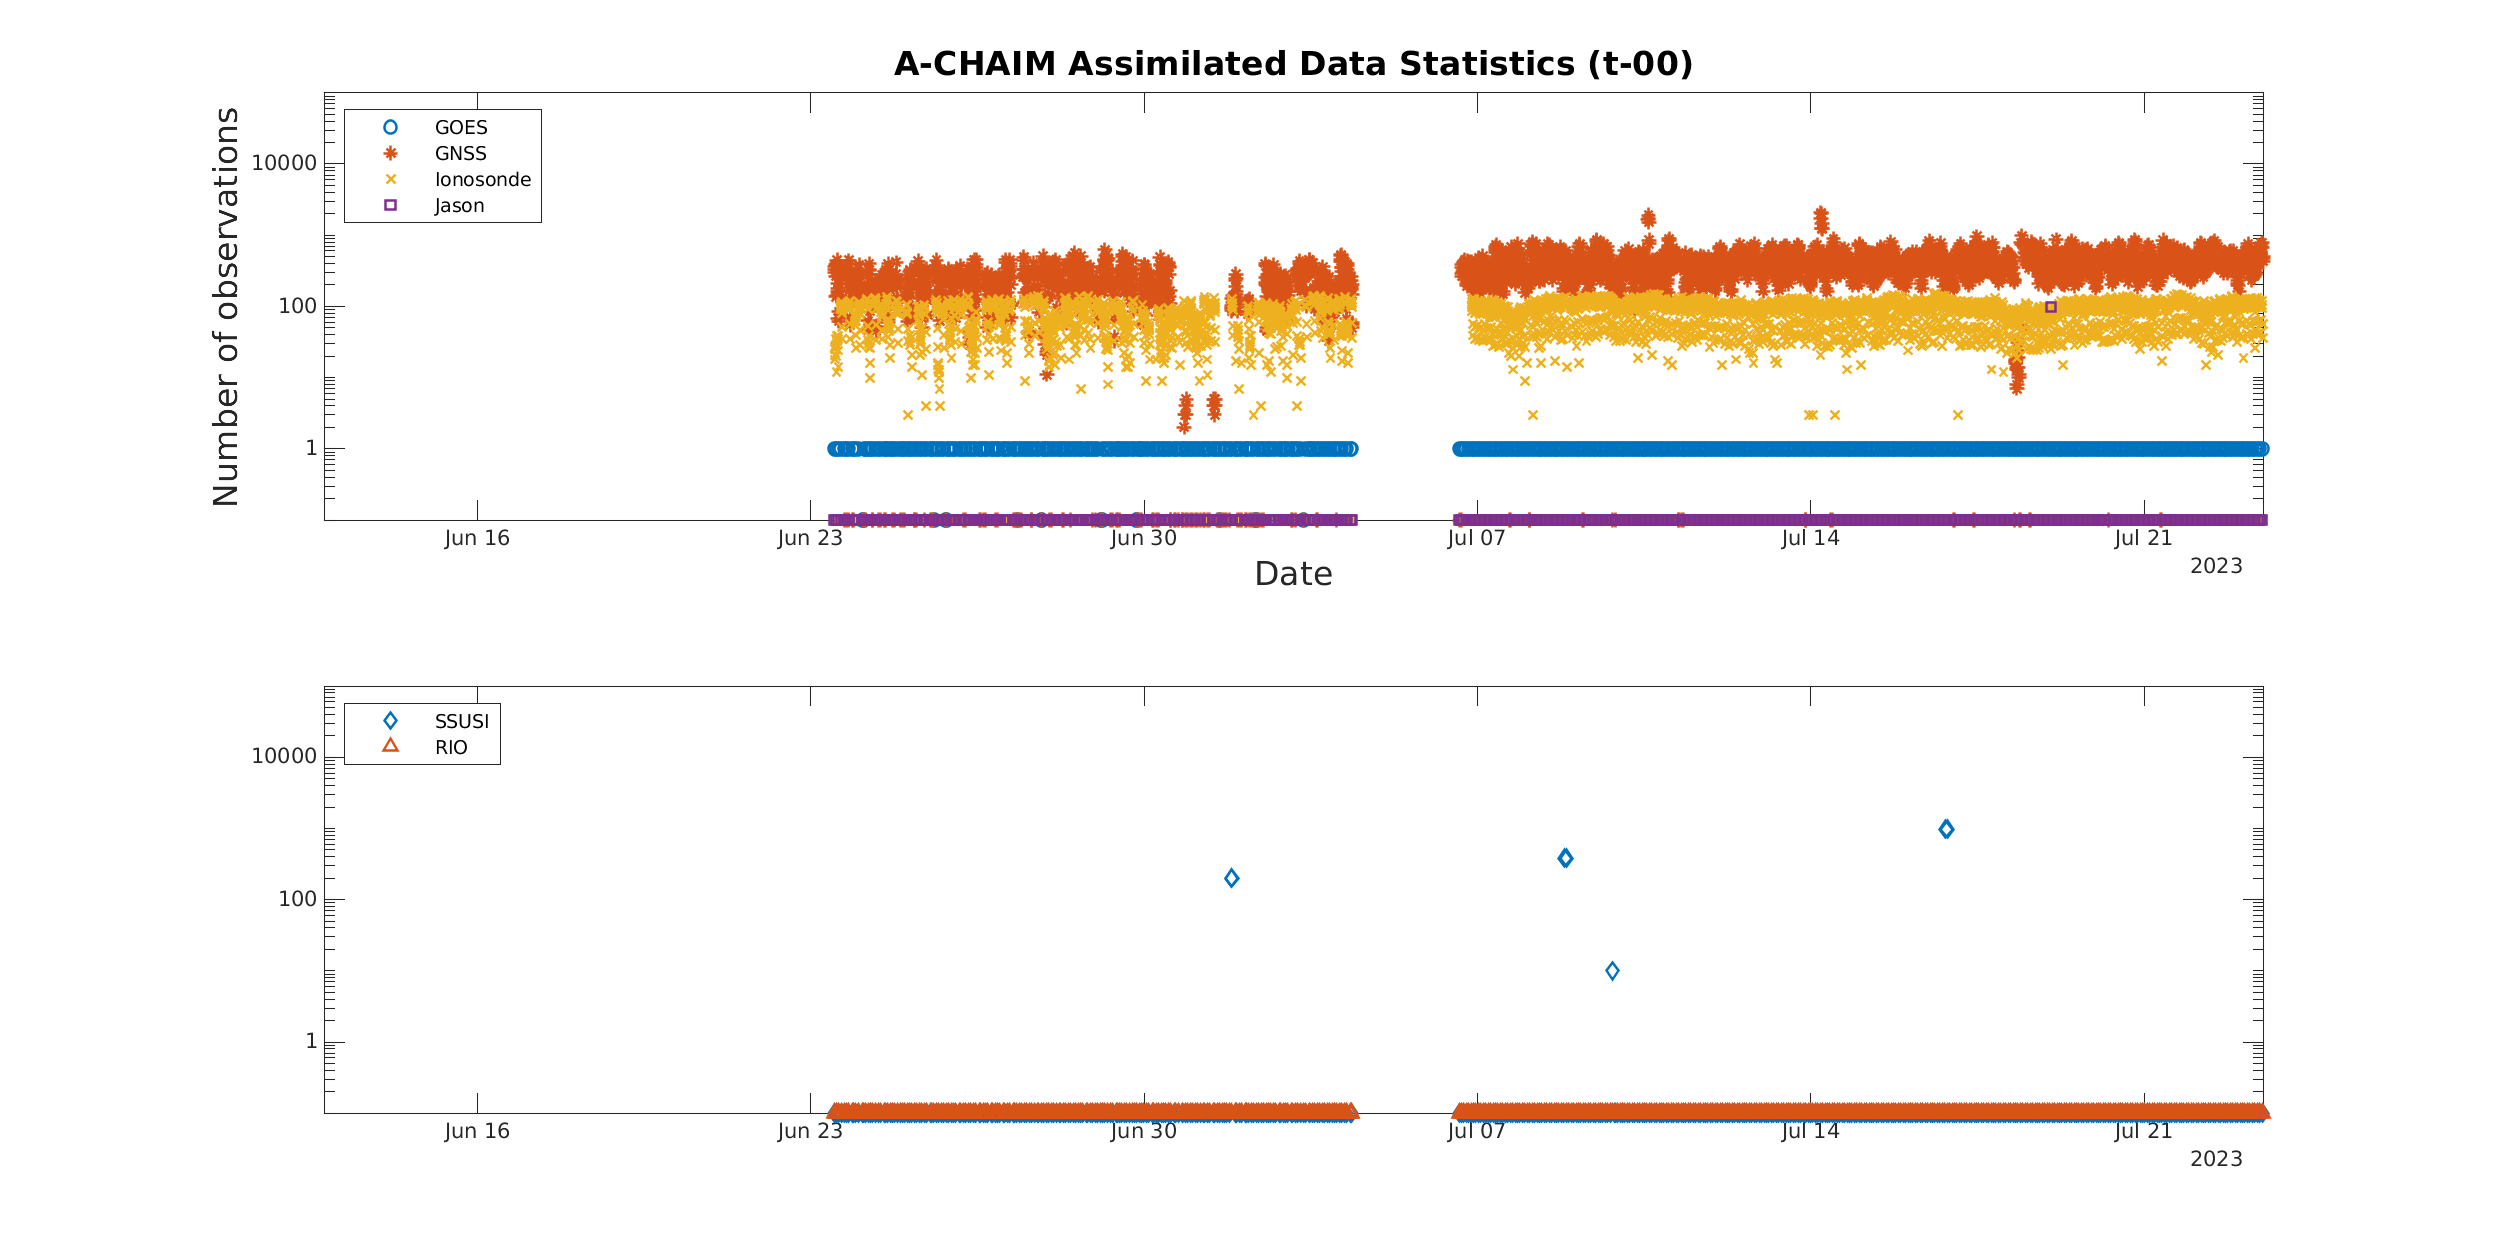 A-CHAIM Assimilated Data Statistics (t-00)
Number of observations
10000
100
1
GOES
GNSS
Ionosonde
Jason
Jun 16
Jun 23
Jun 30
Jul 07
Jul 14
Jul 21
2023
Date
10000
100
1
SSUSI
RIO
Jun 16
Jun 23
Jun 30
Jul 07
Jul 14
Jul 21
2023